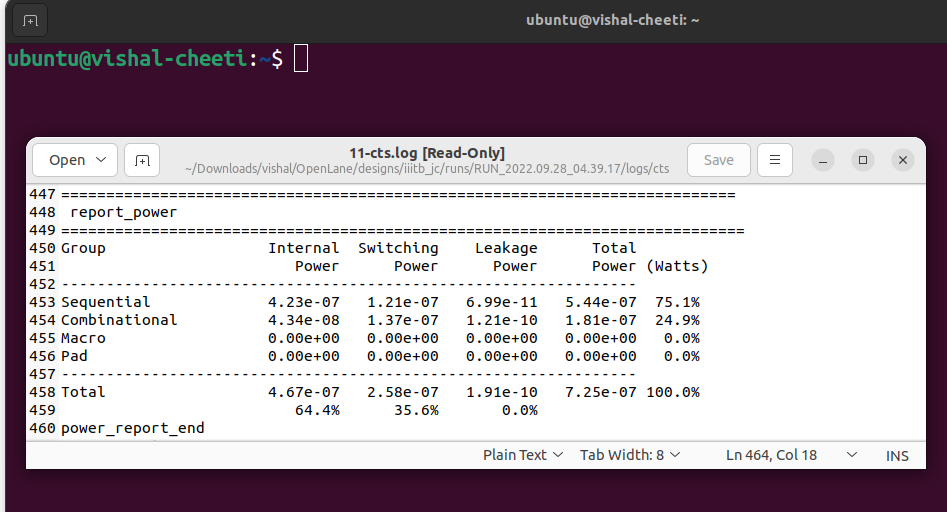 ubuntu@vishal-cheeti: ~
ubuntu@vishal-cheeti:~$
Open
11-cts.log [Read-Only]
~/Downloads/vishal/OpenLane/designs/iiitb_jc/runs/RUN_2022.09.28_04.39.17/logs/cts
Save
447 ===========================================================================
448  report_power
449 ============================================================================
450 Group                  Internal  Switching    Leakage      Total
451                           Power      Power      Power      Power (Watts)
452 ----------------------------------------------------------------
453 Sequential             4.23e-07   1.21e-07   6.99e-11   5.44e-07  75.1%
454 Combinational          4.34e-08   1.37e-07   1.21e-10   1.81e-07  24.9%
455 Macro                  0.00e+00   0.00e+00   0.00e+00   0.00e+00   0.0%
456 Pad                    0.00e+00   0.00e+00   0.00e+00   0.00e+00   0.0%
457 ----------------------------------------------------------------
458 Total                  4.67e-07   2.58e-07   1.91e-10   7.25e-07 100.0%
459                           64.4%      35.6%       0.0%
460 power_report_end
Plain Text  Tab Width: 8  Ln 464, Col 18  INS